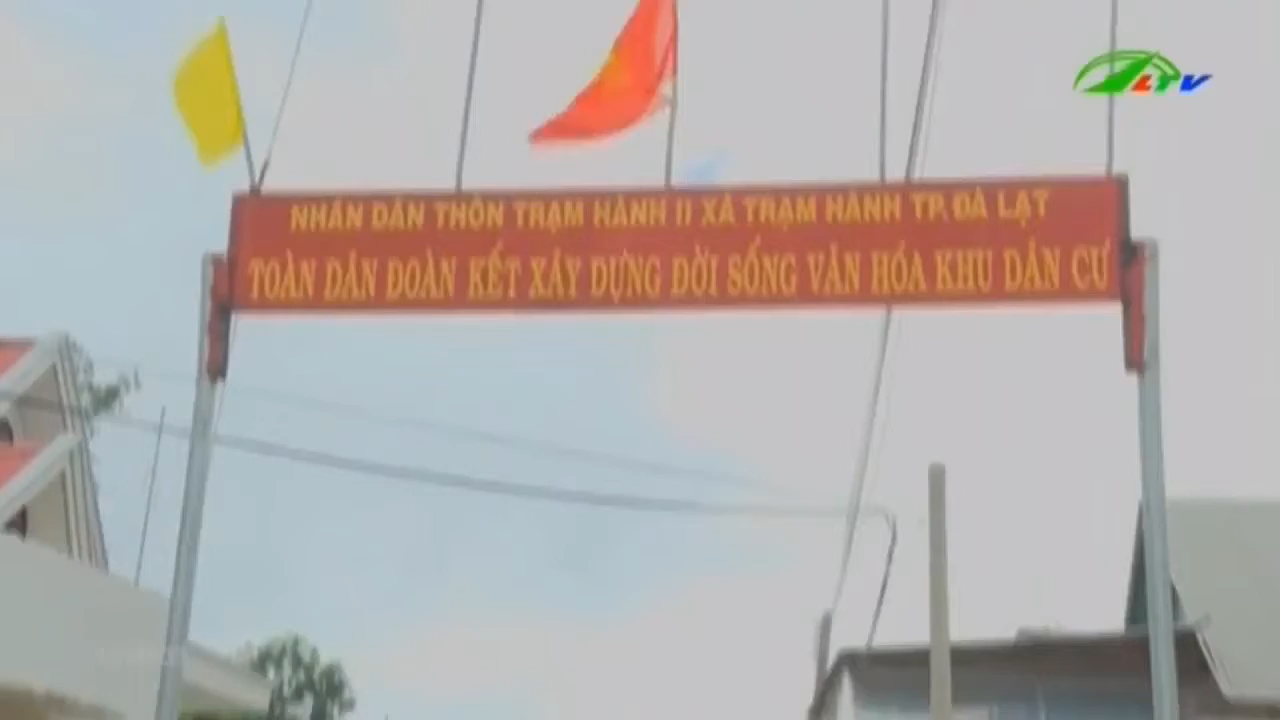 LTV
NHÂN DÂN THÔN TRẠM HÀNH II XÃ TRẠM HÀNH TP. ĐÀ LẠT
TOÀN DÂN ĐOÀN KẾT XÂY DỰNG ĐỜI SỐNG VĂN HÓA KHU DÂN CƯ